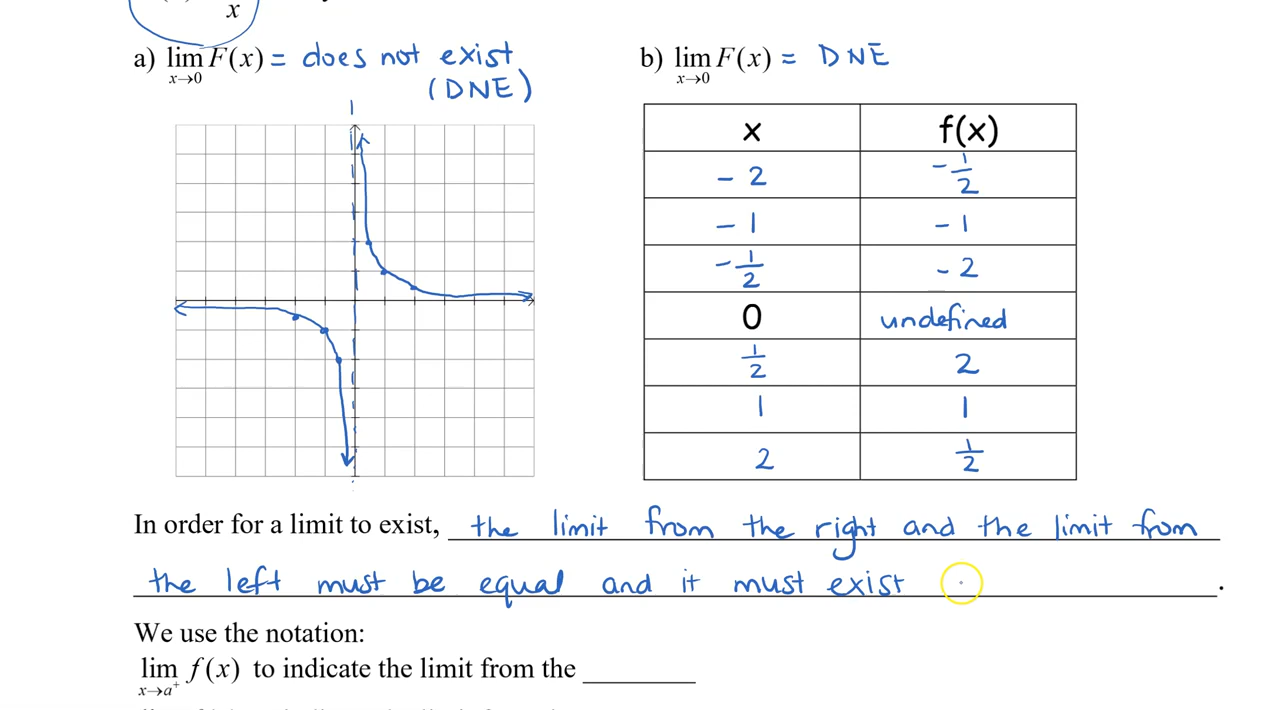 x
a) lim F(x) = does not exist
x→0
(DNE)
b) lim F(x) = DNE
x→0
x f(x)
-2 -1/2
-1 -1
-1/2 -2
0 undefined
1/2 2
1 1
2 1/2
In order for a limit to exist, the limit from the right and the limit from
the left must be equal and it must exist .
We use the notation:
lim f(x) to indicate the limit from the ________
x→a⁺